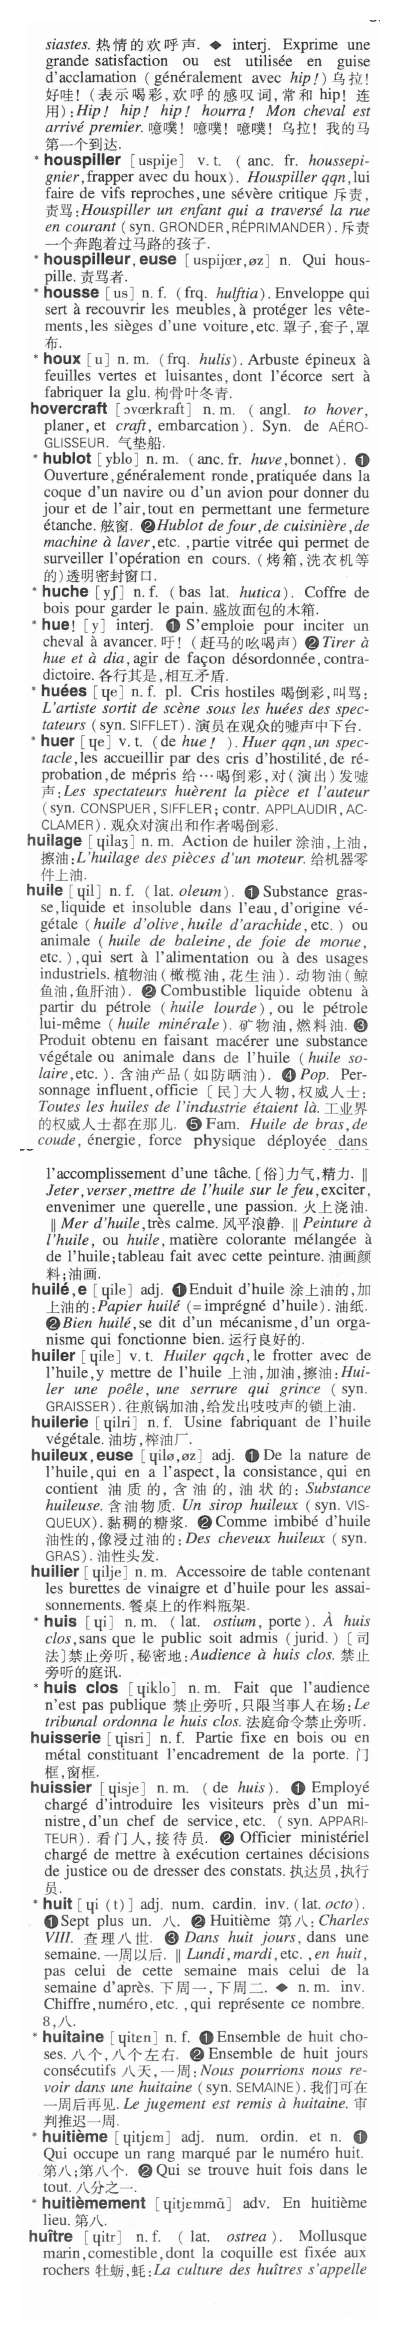 siastes. 热情的欢呼声. ◆ interj. Exprime une
grande satisfaction ou est utilisée en guise
d'acclamation (généralement avec hip!) 乌拉!
好哇! (表示喝彩,欢呼的感叹词,常和 hip! 连
用):Hip! hip! hip! hourra! Mon cheval est
arrivé premier. 噫噗! 噫噗! 噫噗! 乌拉! 我的马
第一个到达.
* houspiller [uspije] v. t. (anc. fr. houssepi-
gnier,frapper avec du houx). Houspiller qqn,lui
faire de vifs reproches,une sévère critique 斥责,
责骂:Houspiller un enfant qui a traversé la rue
en courant (syn. GRONDER,RÉPRIMANDER). 斥责
一个奔跑着过马路的孩子.
* houspilleur,euse [uspijœr,øz] n. Qui hous-
pille. 责骂者.
* housse [us] n. f. (frq. hulftia). Enveloppe qui
sert à recouvrir les meubles,à protéger les vête-
ments,les sièges d'une voiture,etc. 罩子,套子,罩
布.
* houx [u] n. m. (frq. hulis). Arbuste épineux à
feuilles vertes et luisantes, dont l'écorce sert à
fabriquer la glu. 枸骨叶冬青.
hovercraft [ɔvœrkraft] n. m. (angl. to hover,
planer, et craft, embarcation). Syn. de AÉRO-
GLISSEUR. 气垫船.
* hublot [yblo] n. m. (anc. fr. huve,bonnet). ❶
Ouverture,généralement ronde,pratiquée dans la
coque d'un navire ou d'un avion pour donner du
jour et de l'air,tout en permettant une fermeture
étanche. 舷窗. ❷Hublot de four,de cuisinière,de
machine à laver,etc. ,partie vitrée qui permet de
surveiller l'opération en cours. (烤箱,洗衣机等
的)透明密封窗口.
* huche [yʃ] n. f. (bas lat. hutica). Coffre de
bois pour garder le pain. 盛放面包的木箱.
* hue! [y] interj. ❶ S'emploie pour inciter un
cheval à avancer. 吁! (赶马的吆喝声) ❷Tirer à
hue et à dia,agir de façon désordonnée,contra-
dictoire. 各行其是,相互矛盾.
* huées [ɥe] n. f. pl. Cris hostiles 喝倒彩,叫骂:
L'artiste sortit de scène sous les huées des spec-
tateurs (syn. SIFFLET). 演员在观众的嘘声中下台.
* huer [ɥe] v. t. (de hue! ). Huer qqn,un spec-
tacle,les accueillir par des cris d'hostilité,de ré-
probation,de mépris 给…喝倒彩,对(演出)发嘘
声:Les spectateurs huèrent la pièce et l'auteur
(syn. CONSPUER, SIFFLER; contr. APPLAUDIR, AC-
CLAMER). 观众对演出和作者喝倒彩.
huilage [ɥilaʒ] n. m. Action de huiler 涂油,上油,
擦油:L'huilage des pièces d'un moteur. 给机器零
件上油.
huile [ɥil] n. f. (lat. oleum). ❶Substance gras-
se,liquide et insoluble dans l'eau,d'origine vé-
gétale (huile d'olive,huile d'arachide,etc.) ou
animale (huile de baleine, de foie de morue,
etc.),qui sert à l'alimentation ou à des usages
industriels. 植物油(橄榄油,花生油). 动物油(鲸
鱼油,鱼肝油). ❷ Combustible liquide obtenu à
partir du pétrole (huile lourde), ou le pétrole
lui-même (huile minérale). 矿物油,燃料油. ❸
Produit obtenu en faisant macérer une substance
végétale ou animale dans de l'huile (huile so-
laire,etc.). 含油产品(如防晒油). ❹ Pop. Per-
sonnage influent,officie [民]大人物,权威人士:
Toutes les huiles de l'industrie étaient là. 工业界
的权威人士都在那儿. ❺ Fam. Huile de bras,de
coude, énergie, force physique déployée dans
l'accomplissement d'une tâche. [俗]力气,精力. ‖
Jeter,verser,mettre de l'huile sur le feu,exciter,
envenimer une querelle,une passion. 火上浇油.
‖ Mer d'huile,très calme. 风平浪静. ‖ Peinture à
l'huile, ou huile, matière colorante mélangée à
de l'huile;tableau fait avec cette peinture. 油画颜
料;油画.
huilé,e [ɥile] adj. ❶Enduit d'huile 涂上油的,加
上油的:Papier huilé (=imprégné d'huile). 油纸.
❷Bien huilé,se dit d'un mécanisme,d'un orga-
nisme qui fonctionne bien. 运行良好的.
huiler [ɥile] v. t. Huiler qqch,le frotter avec de
l'huile,y mettre de l'huile 上油,加油,擦油:Hui-
ler une poêle, une serrure qui grince (syn.
GRAISSER). 往煎锅加油,给发出吱吱声的锁上油.
huilerie [ɥilri] n. f. Usine fabriquant de l'huile
végétale. 油坊,榨油厂.
huileux,euse [ɥilø,øz] adj. ❶ De la nature de
l'huile,qui en a l'aspect, la consistance, qui en
contient 油质的,含油的,油状的: Substance
huileuse. 含油物质. Un sirop huileux (syn. VIS-
QUEUX). 黏稠的糖浆. ❷Comme imbibé d'huile
油性的,像浸过油的:Des cheveux huileux (syn.
GRAS). 油性头发.
huilier [ɥilje] n. m. Accessoire de table contenant
les burettes de vinaigre et d'huile pour les assai-
sonnements. 餐桌上的作料瓶架.
* huis [ɥi] n. m. (lat. ostium, porte). À huis
clos,sans que le public soit admis (jurid.) [司
法]禁止旁听,秘密地:Audience à huis clos. 禁止
旁听的庭讯.
* huis clos [ɥiklo] n. m. Fait que l'audience
n'est pas publique 禁止旁听,只限当事人在场:Le
tribunal ordonna le huis clos. 法庭命令禁止旁听.
huisserie [ɥisri] n. f. Partie fixe en bois ou en
métal constituant l'encadrement de la porte. 门
框,窗框.
huissier [ɥisje] n. m. (de huis). ❶ Employé
chargé d'introduire les visiteurs près d'un mi-
nistre,d'un chef de service, etc. (syn. APPARI-
TEUR). 看门人,接待员. ❷ Officier ministériel
chargé de mettre à exécution certaines décisions
de justice ou de dresser des constats. 执达员,执行
员.
* huit [ɥi (t)] adj. num. cardin. inv. (lat. octo).
❶Sept plus un. 八. ❷ Huitième 第八: Charles
VIII. 查理八世. ❸ Dans huit jours, dans une
semaine. 一周以后. ‖ Lundi,mardi,etc. ,en huit,
pas celui de cette semaine mais celui de la
semaine d'après. 下周一,下周二. ◆ n. m. inv.
Chiffre,numéro,etc. ,qui représente ce nombre.
8,八.
* huitaine [ɥitɛn] n. f. ❶Ensemble de huit cho-
ses. 八个,八个左右. ❷ Ensemble de huit jours
consécutifs 八天,一周:Nous pourrions nous re-
voir dans une huitaine (syn. SEMAINE). 我们可在
一周后再见. Le jugement est remis à huitaine. 审
判推迟一周.
* huitième [ɥitjɛm] adj. num. ordin. et n. ❶
Qui occupe un rang marqué par le numéro huit.
第八;第八个. ❷ Qui se trouve huit fois dans le
tout. 八分之一.
* huitièmement [ɥitjɛmmɑ̃] adv. En huitième
lieu. 第八.
huître [ɥitr] n. f. (lat. ostrea). Mollusque
marin,comestible,dont la coquille est fixée aux
rochers 牡蛎,蚝:La culture des huîtres s'appelle